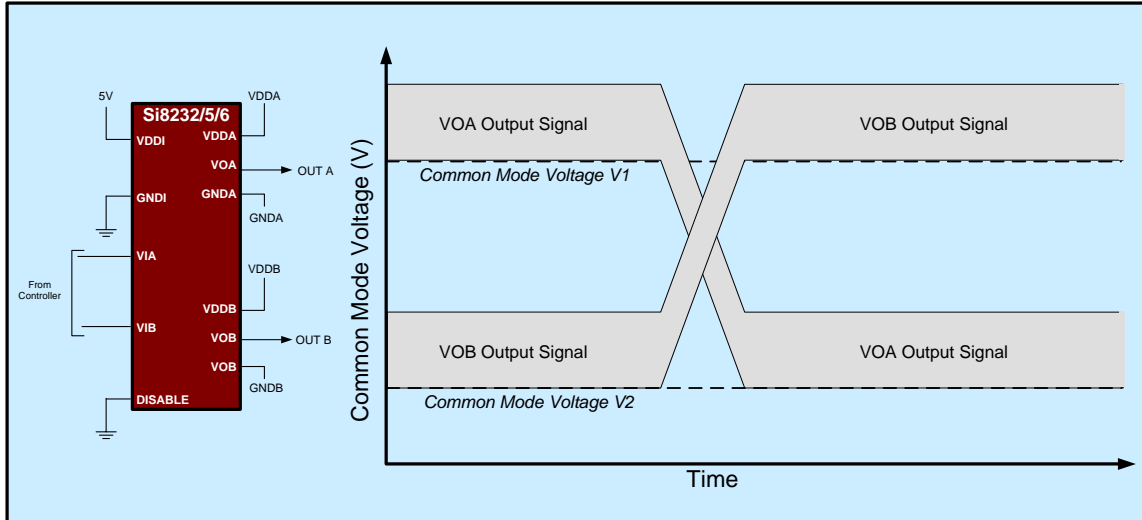 5V
Si8232/5/6
VDDI
GNDI
VIA
VIB
DISABLE
From
Controller
VDDA
VDDA
VOA
OUT A
GNDA
GNDA
VDDB
VDDB
VOB
OUT B
VOB
GNDB
Common Mode Voltage (V)
VOA Output Signal
VOB Output Signal
Common Mode Voltage V1
VOB Output Signal
VOA Output Signal
Common Mode Voltage V2
Time